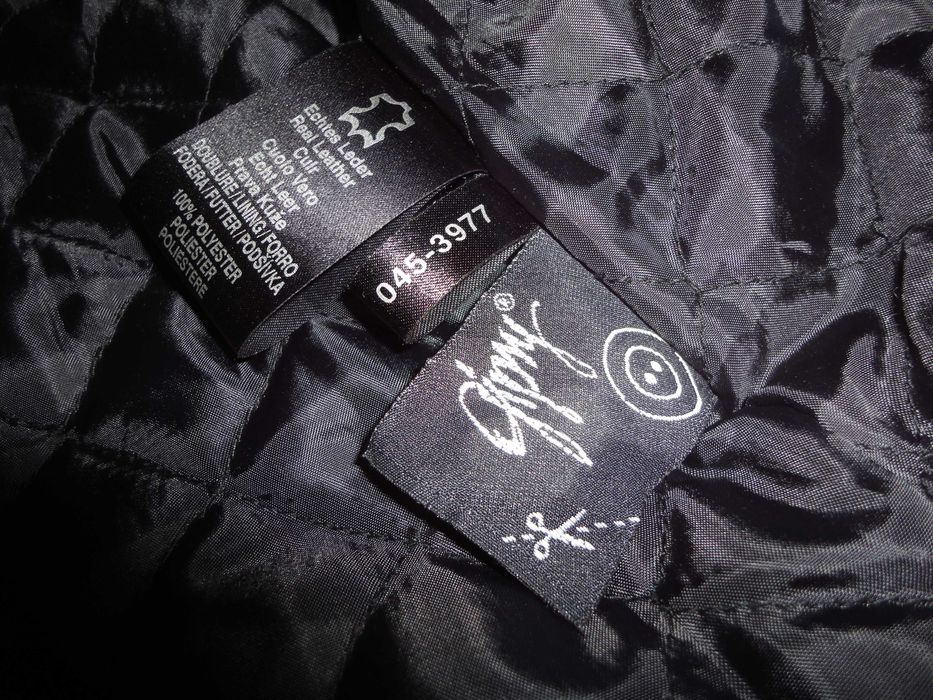 Echtes Leder
Real Leather
Cuir
Cuoio Vero
Echt Leer
Prava Kuže
DOUBLURE / LINING / FORRO
FODERA / FUTTER / PODŠÍVKA
100% POLYESTER
POLIESTER
POLIESTERE
045-3977
Gipsy®